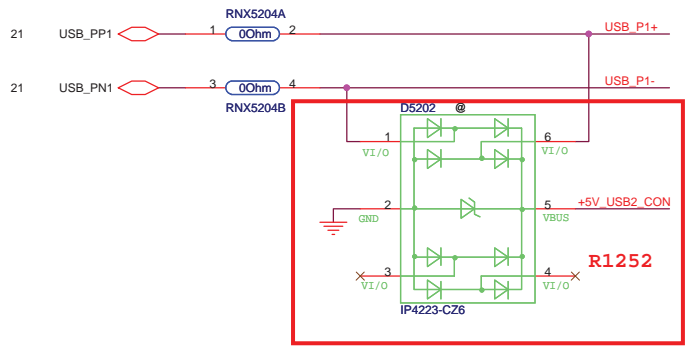 RNX5204A
21 USB_PP1 1 0Ohm 2 USB_P1+
21 USB_PN1 3 0Ohm 4 USB_P1-
RNX5204B
D5202 @
1 6
VI/O VI/O
2 5 +5V_USB2_CON
GND VBUS
3 4 R1252
VI/O VI/O
IP4223-CZ6